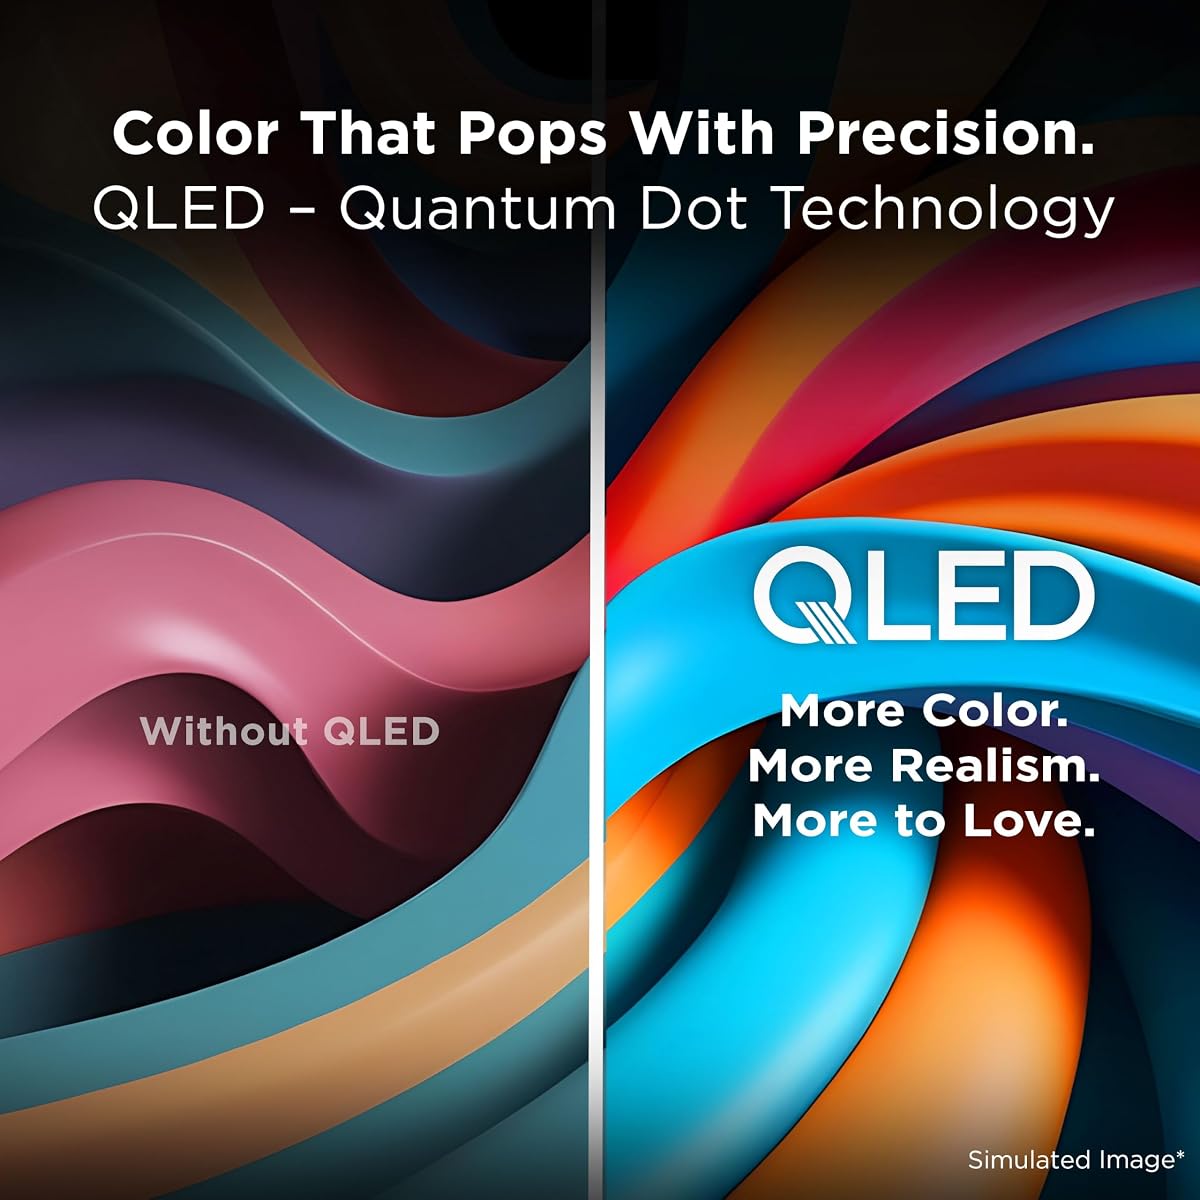 Color That Pops With Precision.
QLED – Quantum Dot Technology
Without QLED
QLED
More Color.
More Realism.
More to Love.
Simulated Image*